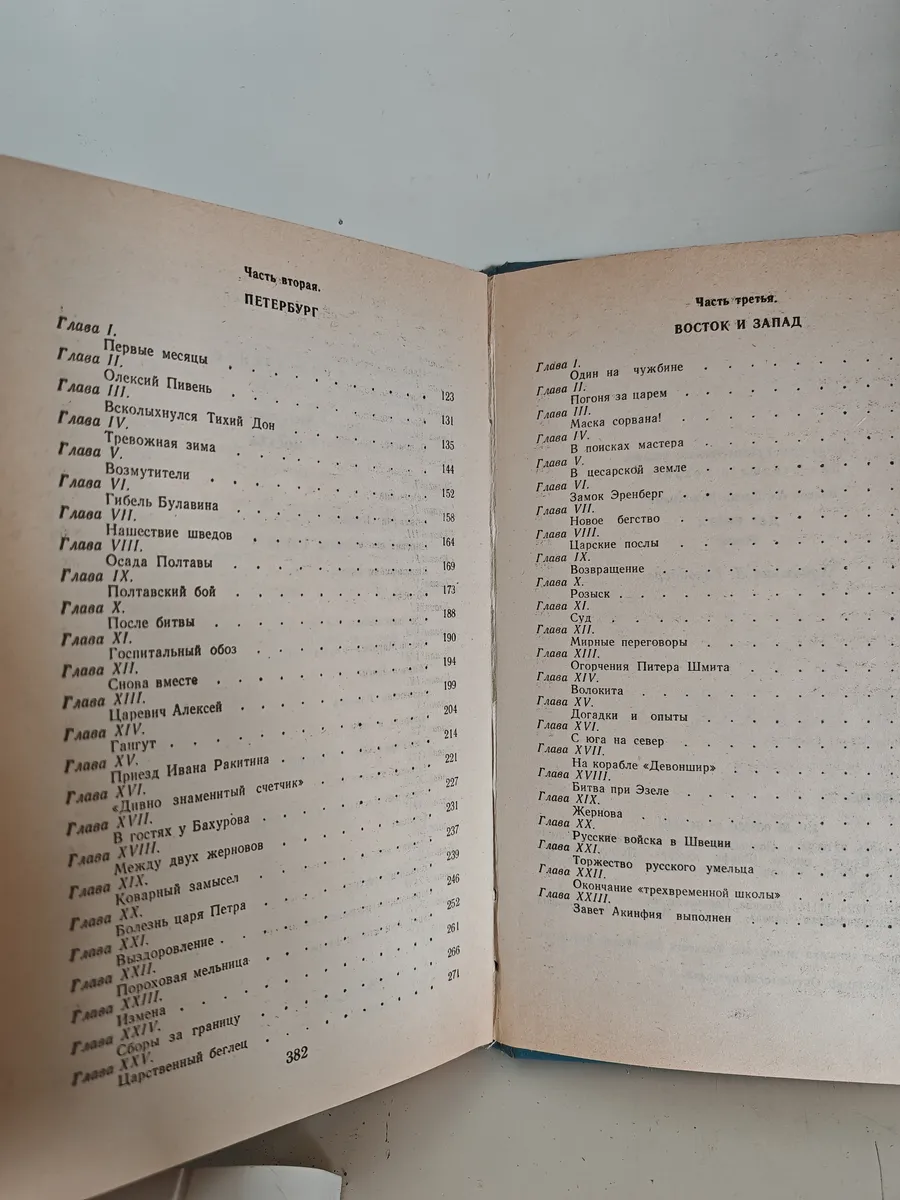 Часть вторая.
ПЕТЕРБУРГ
Глава I.
Первые месяцы . . . . . . . . 123
Глава II.
Олексий Пивень . . . . . . . . 131
Глава III.
Всколыхнулся Тихий Дон . . . . . . 135
Глава IV.
Тревожная зима . . . . . . . . 144
Глава V.
Возмутители . . . . . . . . . 152
Глава VI.
Гибель Булавина . . . . . . . . 158
Глава VII.
Нашествие шведов . . . . . . . . 164
Глава VIII.
Осада Полтавы . . . . . . . . 169
Глава IX.
Полтавский бой . . . . . . . . 173
Глава X.
После битвы . . . . . . . . . 188
Глава XI.
Госпитальный обоз . . . . . . . . 190
Глава XII.
Снова вместе . . . . . . . . . 194
Глава XIII.
Царевич Алексей . . . . . . . . 199
Глава XIV.
Гангут . . . . . . . . . . 204
Глава XV.
Приезд Ивана Ракитина . . . . . . . 214
Глава XVI.
«Дивно знаменитый счетчик» . . . . . . 221
Глава XVII.
В гостях у Бахурова . . . . . . . 227
Глава XVIII.
Между двух жерновов . . . . . . . 231
Глава XIX.
Коварный замысел . . . . . . . . 237
Глава XX.
Болезнь царя Петра . . . . . . . . 239
Глава XXI.
Выздоровление . . . . . . . . . 246
Глава XXII.
Пороховая мельница . . . . . . . . 252
Глава XXIII.
Измена . . . . . . . . . . 261
Глава XXIV.
Сборы за границу . . . . . . . . 266
Глава XXV.
Царственный беглец . . . . . . . . 271
382
Часть третья.
ВОСТОК И ЗАПАД
Глава I.
Один на чужбине . . . . . . .
Глава II.
Погоня за царем . . . . . . . .
Глава III.
Маска сорвана! . . . . . . . .
Глава IV.
В поисках мастера . . . . . . .
Глава V.
В цесарской земле . . . . . . .
Глава VI.
Замок Эренберг . . . . . . . .
Глава VII.
Новое бегство . . . . . . . .
Глава VIII.
Царские послы . . . . . . . .
Глава IX.
Возвращение . . . . . . . .
Глава X.
Розыск . . . . . . . . .
Глава XI.
Суд . . . . . . . . . .
Глава XII.
Мирные переговоры . . . . . . .
Глава XIII.
Огорчения Питера Шмита . . . . . .
Глава XIV.
Волокита . . . . . . . . .
Глава XV.
Догадки и опыты . . . . . . .
Глава XVI.
С юга на север . . . . . . . .
Глава XVII.
На корабле «Девоншир» . . . . . .
Глава XVIII.
Битва при Эзеле . . . . . . . .
Глава XIX.
Жернова . . . . . . . . .
Глава XX.
Русские войска в Швеции . . . . . .
Глава XXI.
Торжество русского умельца . . . . .
Глава XXII.
Окончание «трехвременной школы» . . . .
Глава XXIII.
Завет Акинфия выполнен . . . . . .